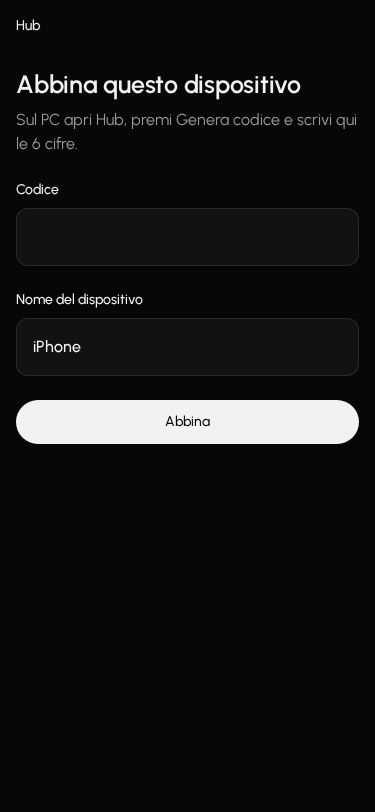 Hub
Abbina questo dispositivo
Sul PC apri Hub, premi Genera codice e scrivi qui
le 6 cifre.
Codice
Nome del dispositivo
iPhone
Abbina